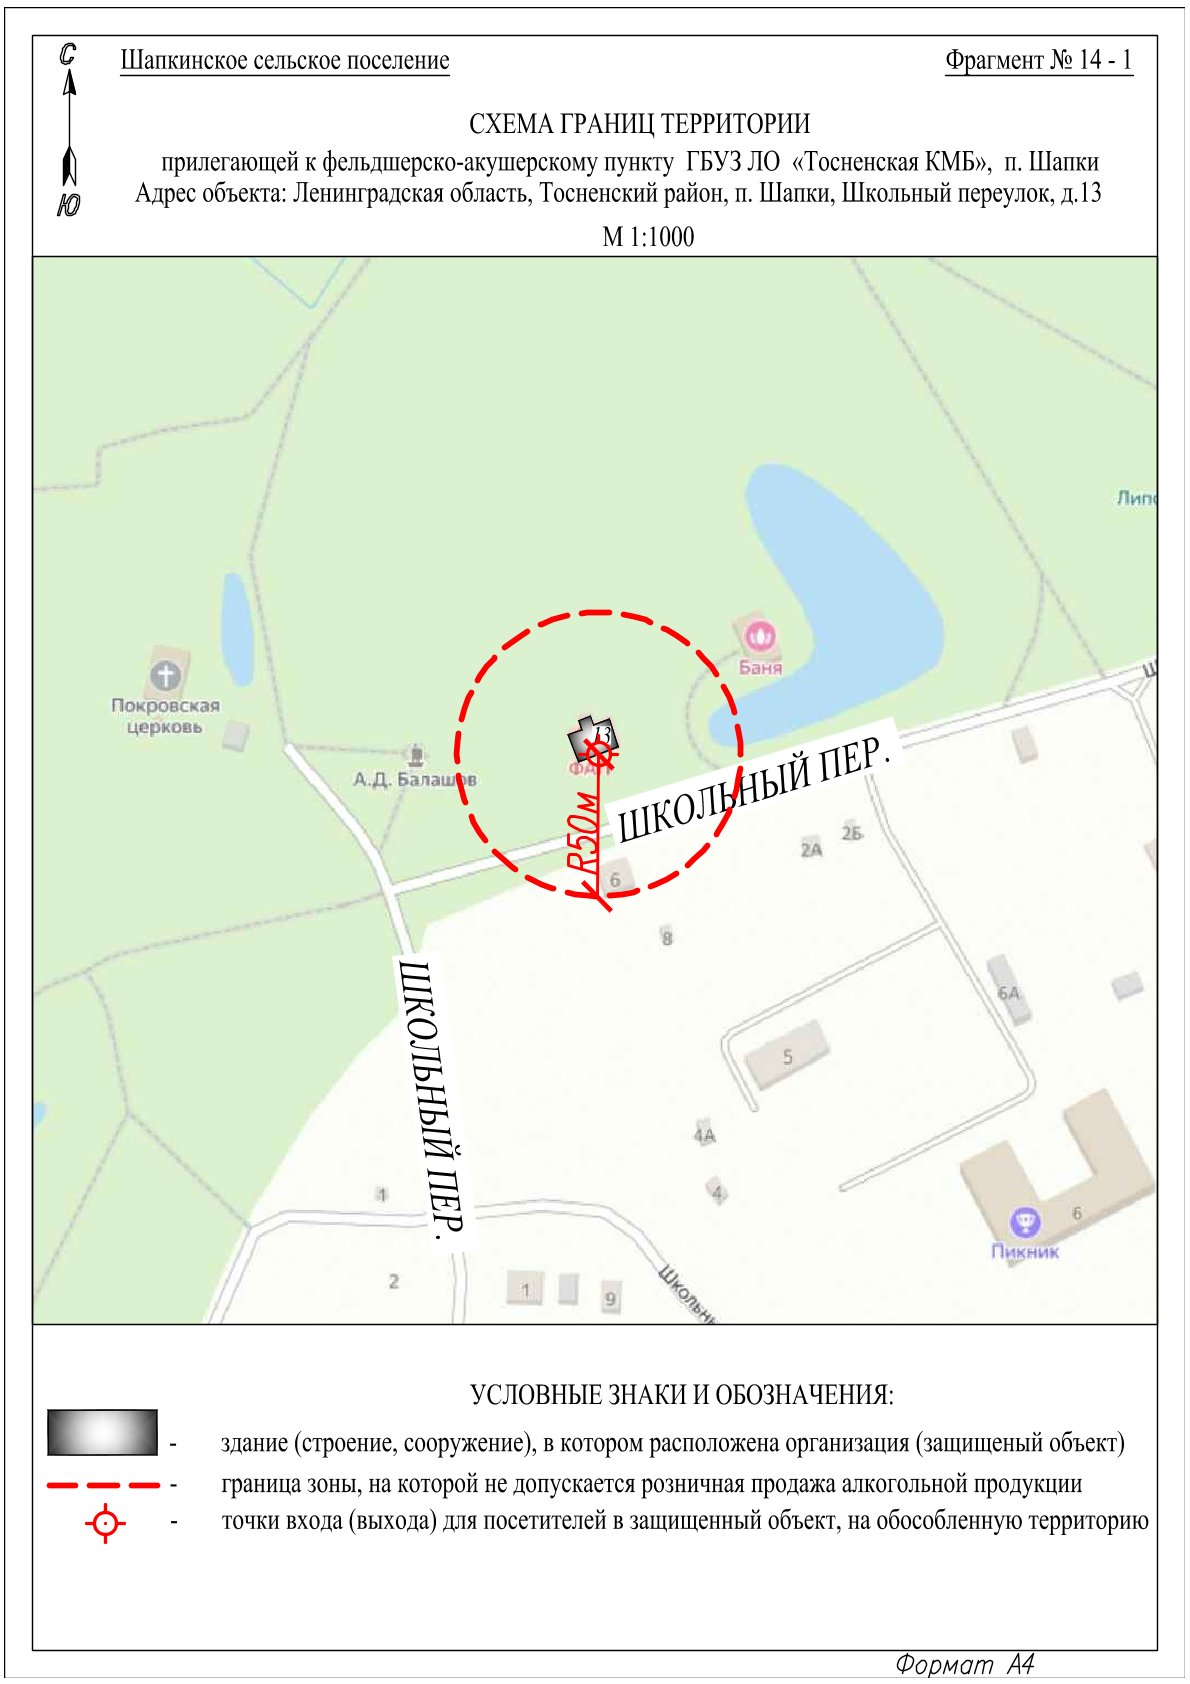 С
Шапкинское сельское поселение
Фрагмент № 14 - 1
Ю
СХЕМА ГРАНИЦ ТЕРРИТОРИИ
прилегающей к фельдшерско-акушерскому пункту ГБУЗ ЛО «Тосненская КМБ», п. Шапки
Адрес объекта: Ленинградская область, Тосненский район, п. Шапки, Школьный переулок, д.13
М 1:1000
Липо
Баня
Покровская
церковь
13
ФАП
А.Д. Балашов
ШКОЛЬНЫЙ ПЕР.
R50м
2А
2Б
6
8
ШКОЛЬНЫЙ ПЕР.
6А
5
4А
4
1
6
Пикник
2
1
9
Школьны
УСЛОВНЫЕ ЗНАКИ И ОБОЗНАЧЕНИЯ:
- здание (строение, сооружение), в котором расположена организация (защищеный объект)
- граница зоны, на которой не допускается розничная продажа алкогольной продукции
- точки входа (выхода) для посетителей в защищенный объект, на обособленную территорию
Формат А4